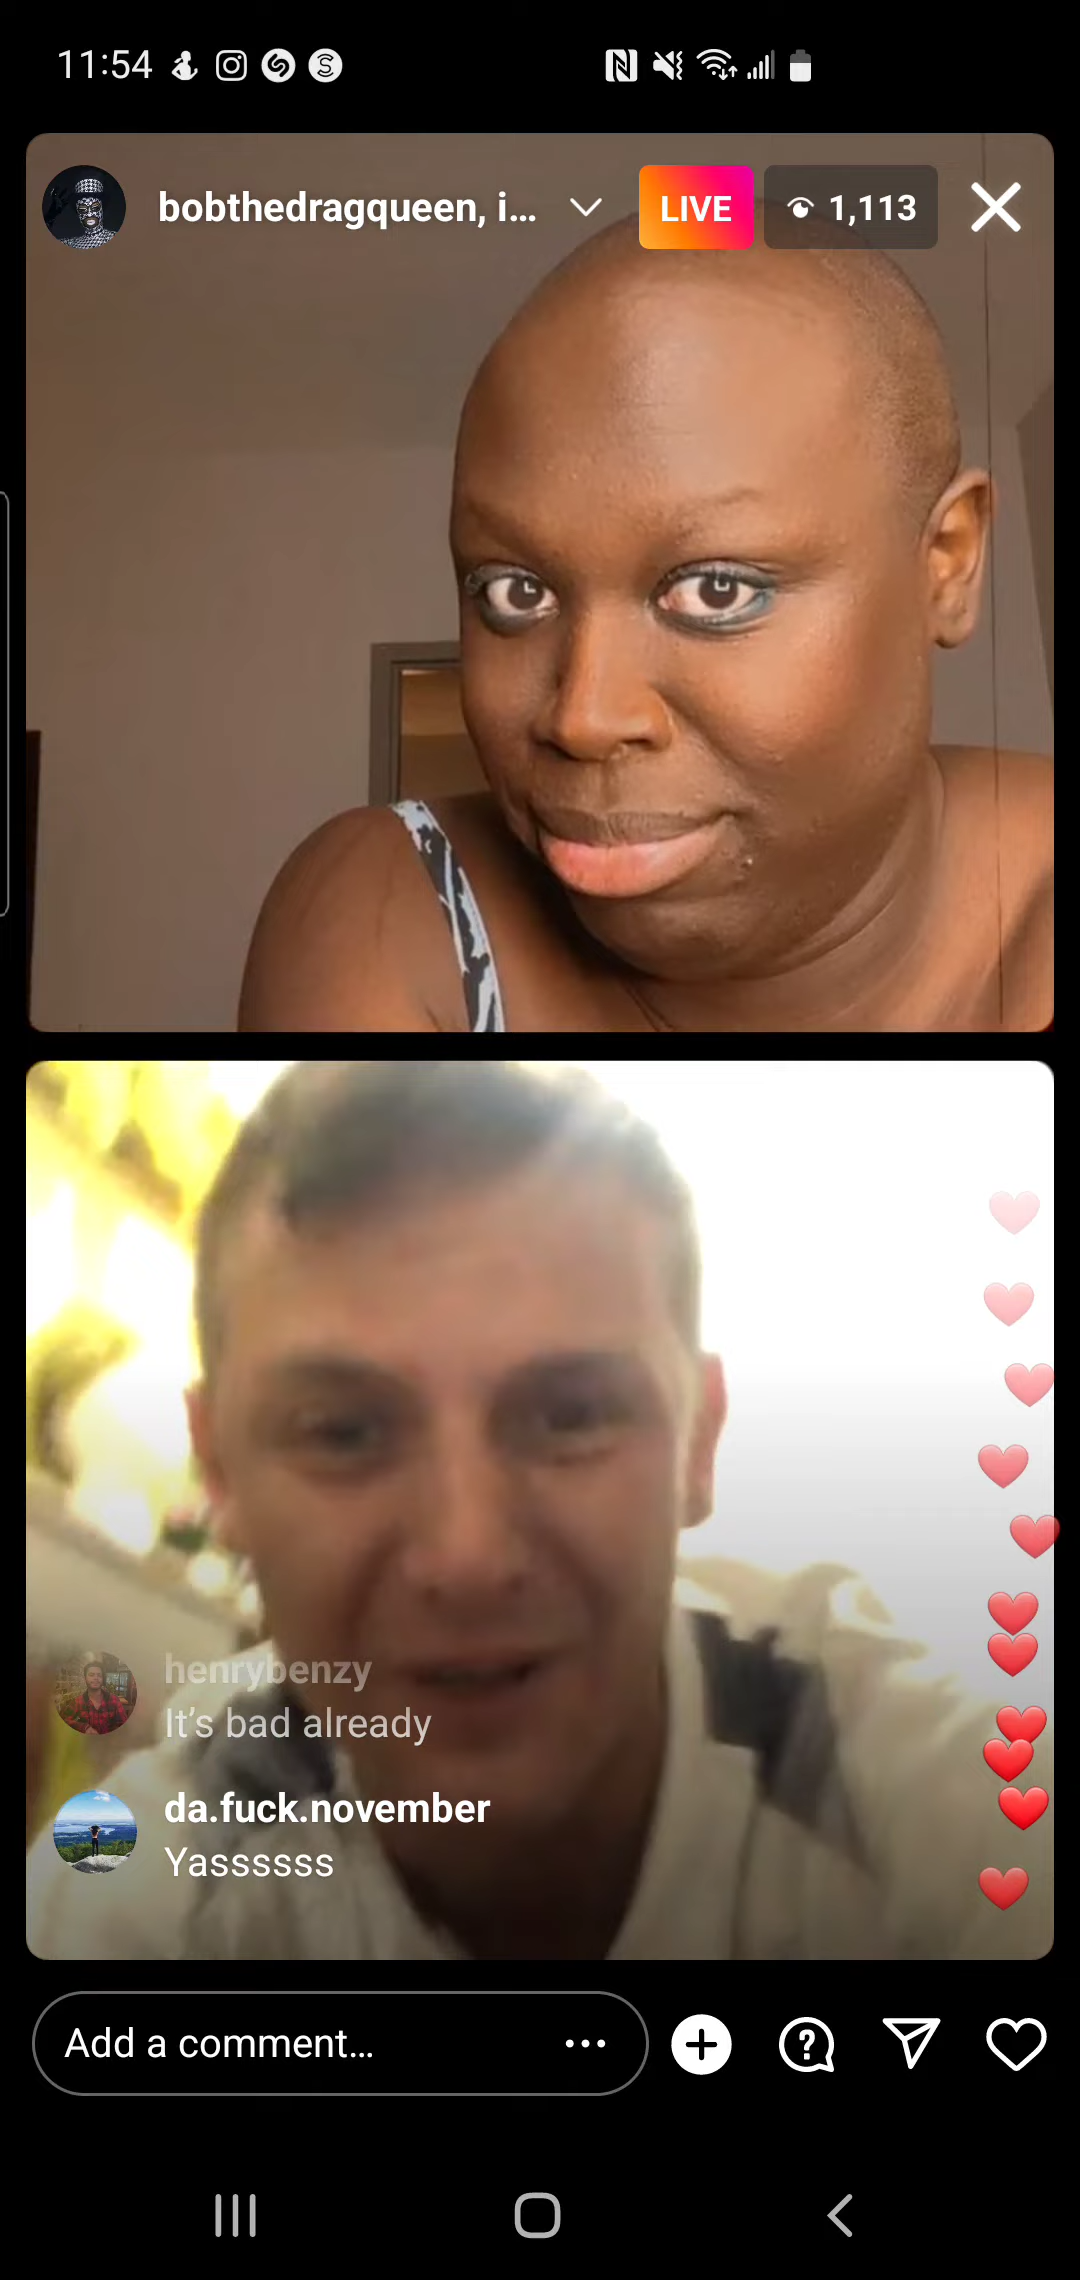 11:54
bobthedragqueen, i...
LIVE
1,113
henrybenzy
It's bad already
da.fuck.november
Yassssss
Add a comment...